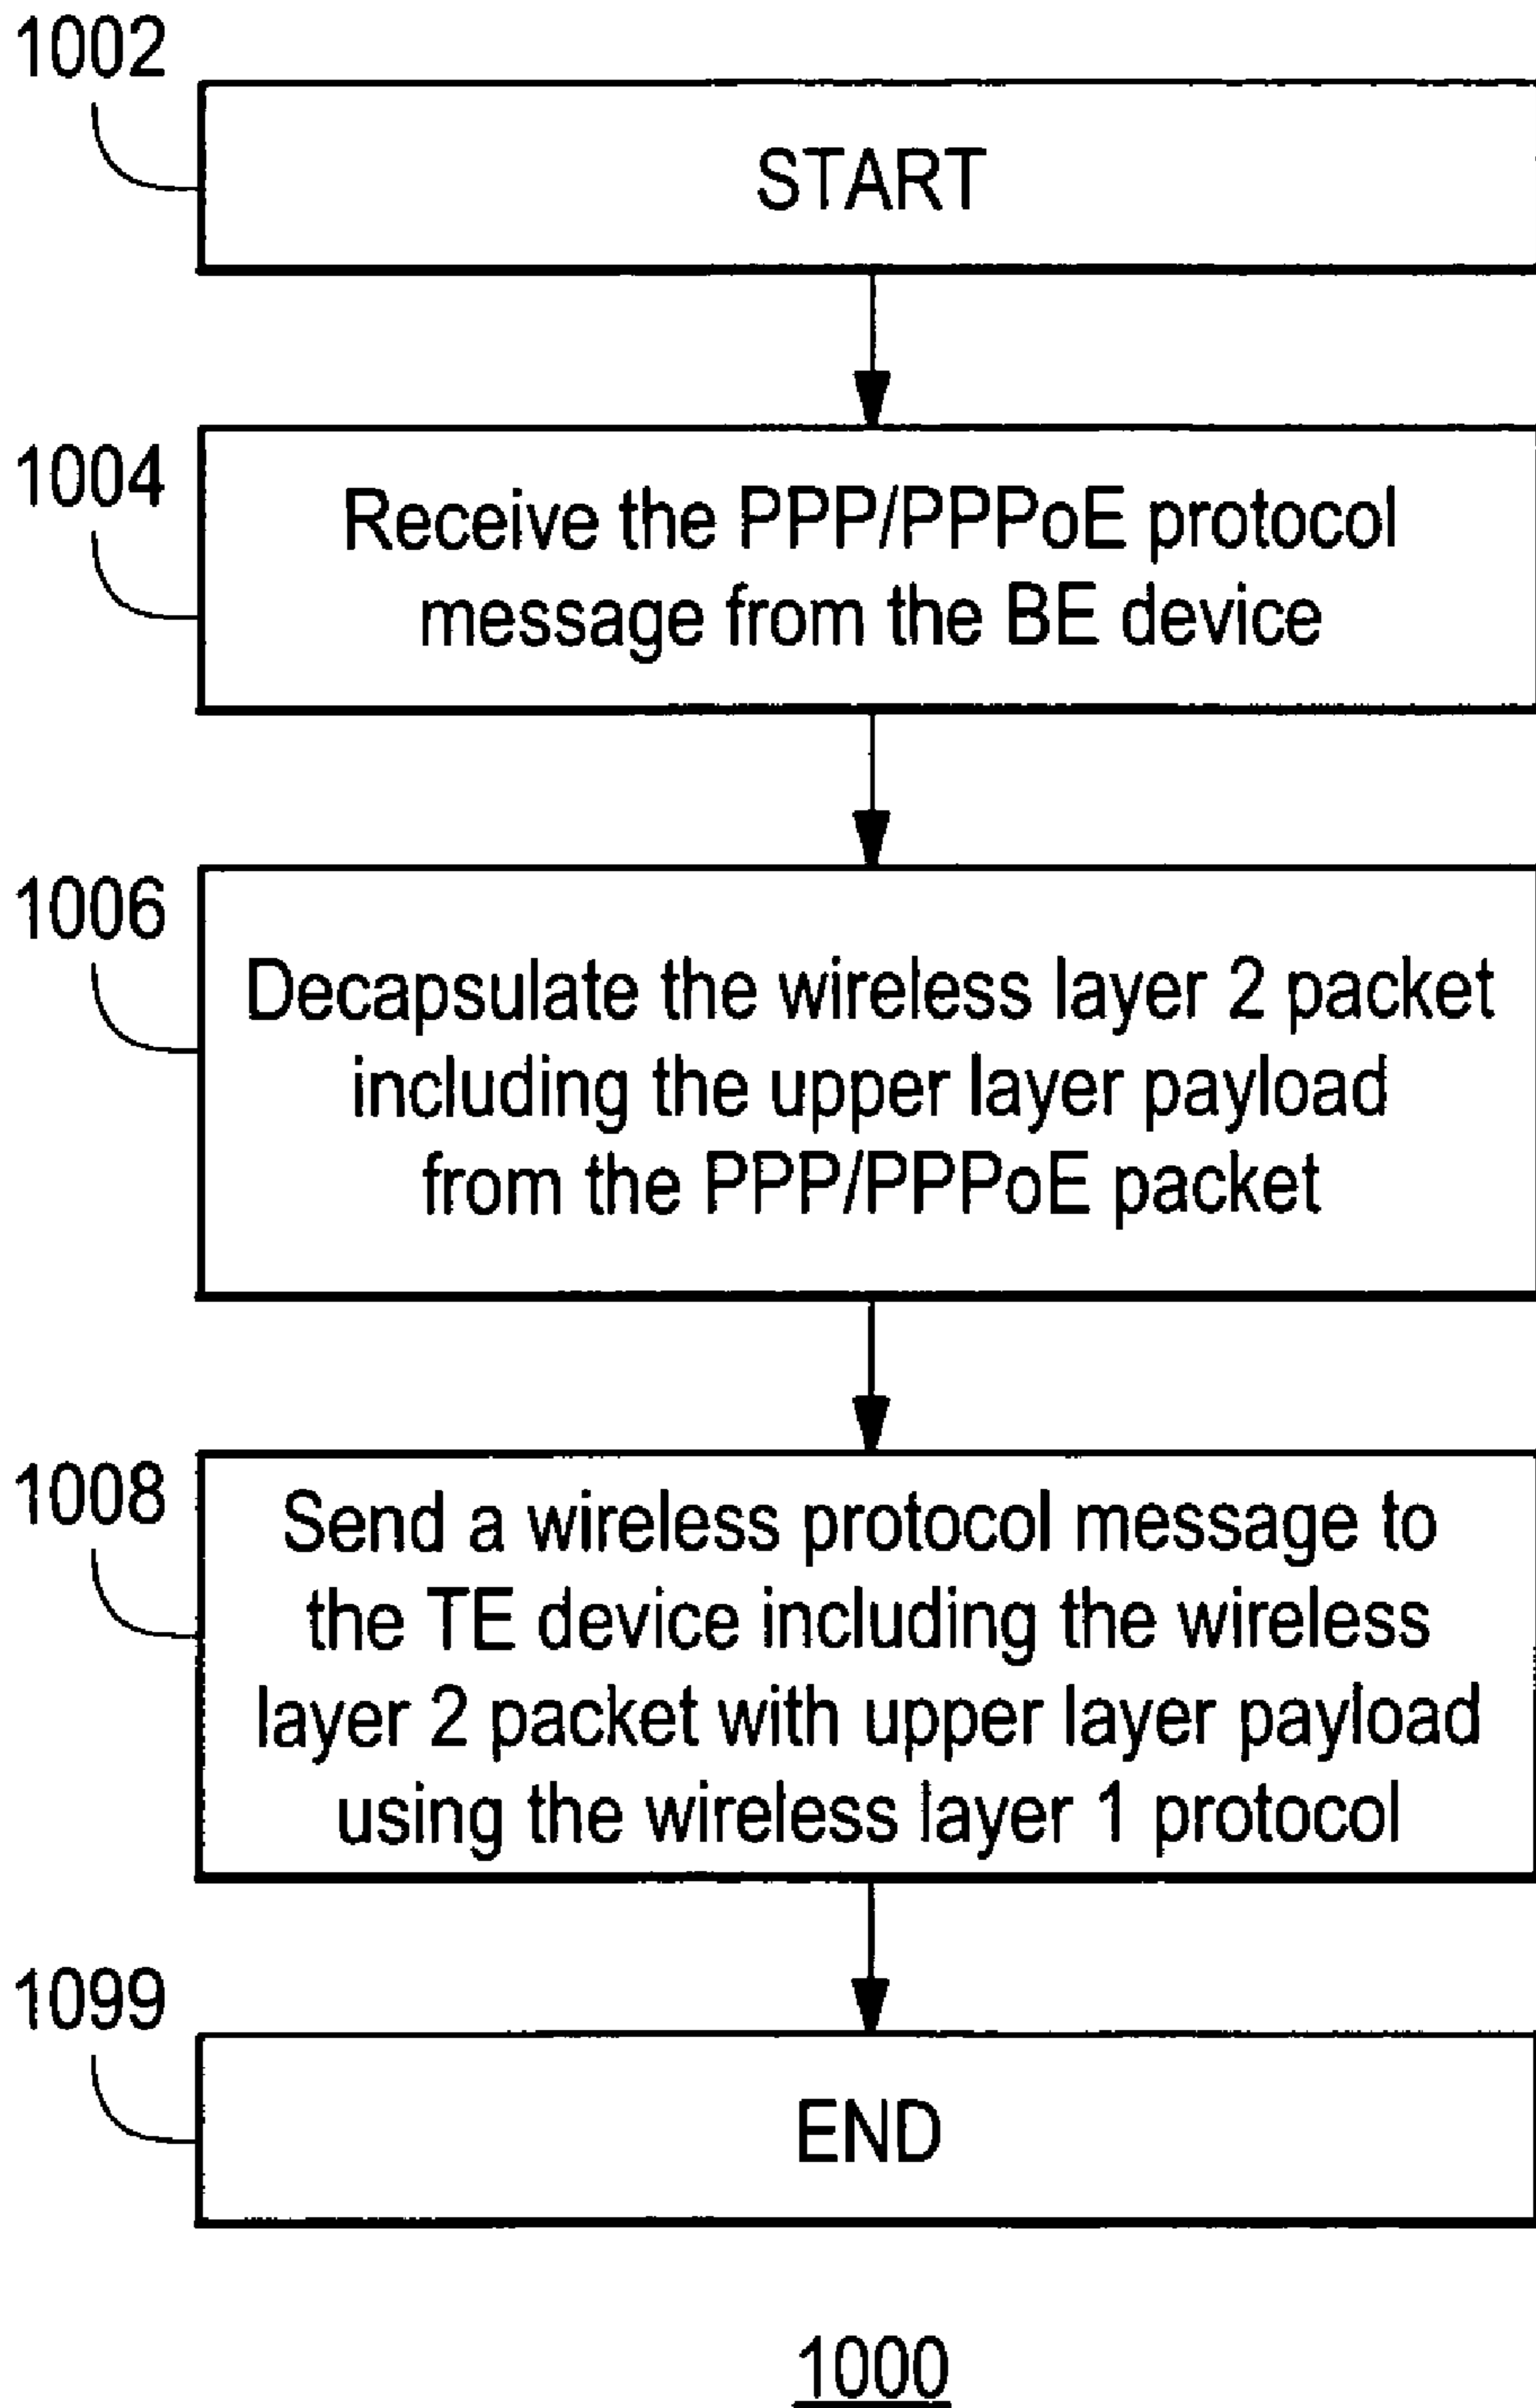 1002
START
1004
Receive the PPP/PPPoE protocol
message from the BE device
1006
Decapsulate the wireless layer 2 packet
including the upper layer payload
from the PPP/PPPoE packet
1008
Send a wireless protocol message to
the TE device including the wireless
layer 2 packet with upper layer payload
using the wireless layer 1 protocol
1099
END
1000